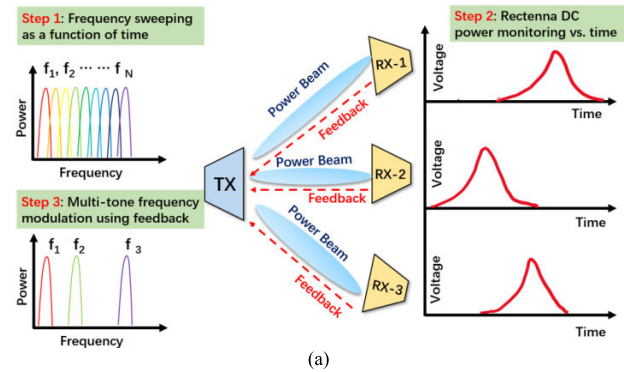 Step 1: Frequency sweeping
as a function of time
f1, f2 ⋯ ⋯ fN
Power
Frequency
Step 3: Multi-tone frequency
modulation using feedback
f1 f2 f3
Power
Frequency
TX
Power Beam
Feedback
RX-1
Power Beam
Feedback
RX-2
Power Beam
Feedback
RX-3
Step 2: Rectenna DC
power monitoring vs. time
Voltage
Time
Voltage
Time
Voltage
Time
(a)